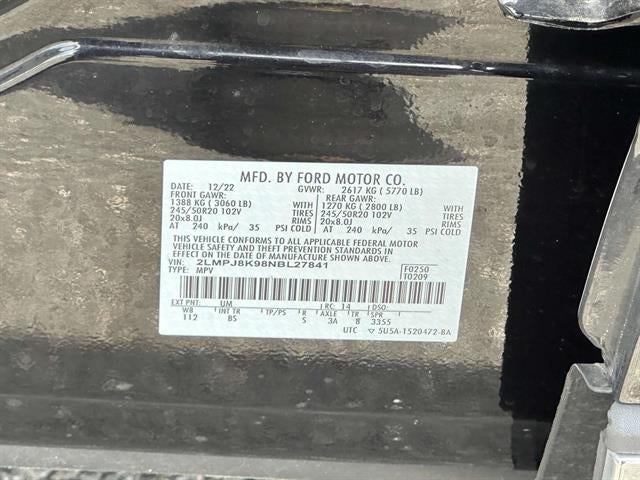 MFD. BY FORD MOTOR CO.
DATE: 12/22 GVWR: 2617 KG ( 5770 LB)
FRONT GAWR: REAR GAWR:
1388 KG ( 3060 LB) WITH 1270 KG ( 2800 LB) WITH
245/50R20 102V TIRES 245/50R20 102V TIRES
20x8.0J RIMS 20x8.0J RIMS
AT 240 kPa/ 35 PSI COLD AT 240 kPa/ 35 PSI COLD
THIS VEHICLE CONFORMS TO ALL APPLICABLE FEDERAL MOTOR
VEHICLE SAFETY AND THEFT PREVENTION STANDARDS IN
EFFECT ON THE DATE OF MANUFACTURE SHOWN ABOVE.
VIN: 2LMPJ8K98NBL27841 F0250
TYPE: MPV T0209
EXT PNT: UM RC: 14 DSO:
WB INT TR TP/PS R AXLE TR SPR
112 BS S 3A 8 3355
UTC ▽ 5U5A-1520472-BA